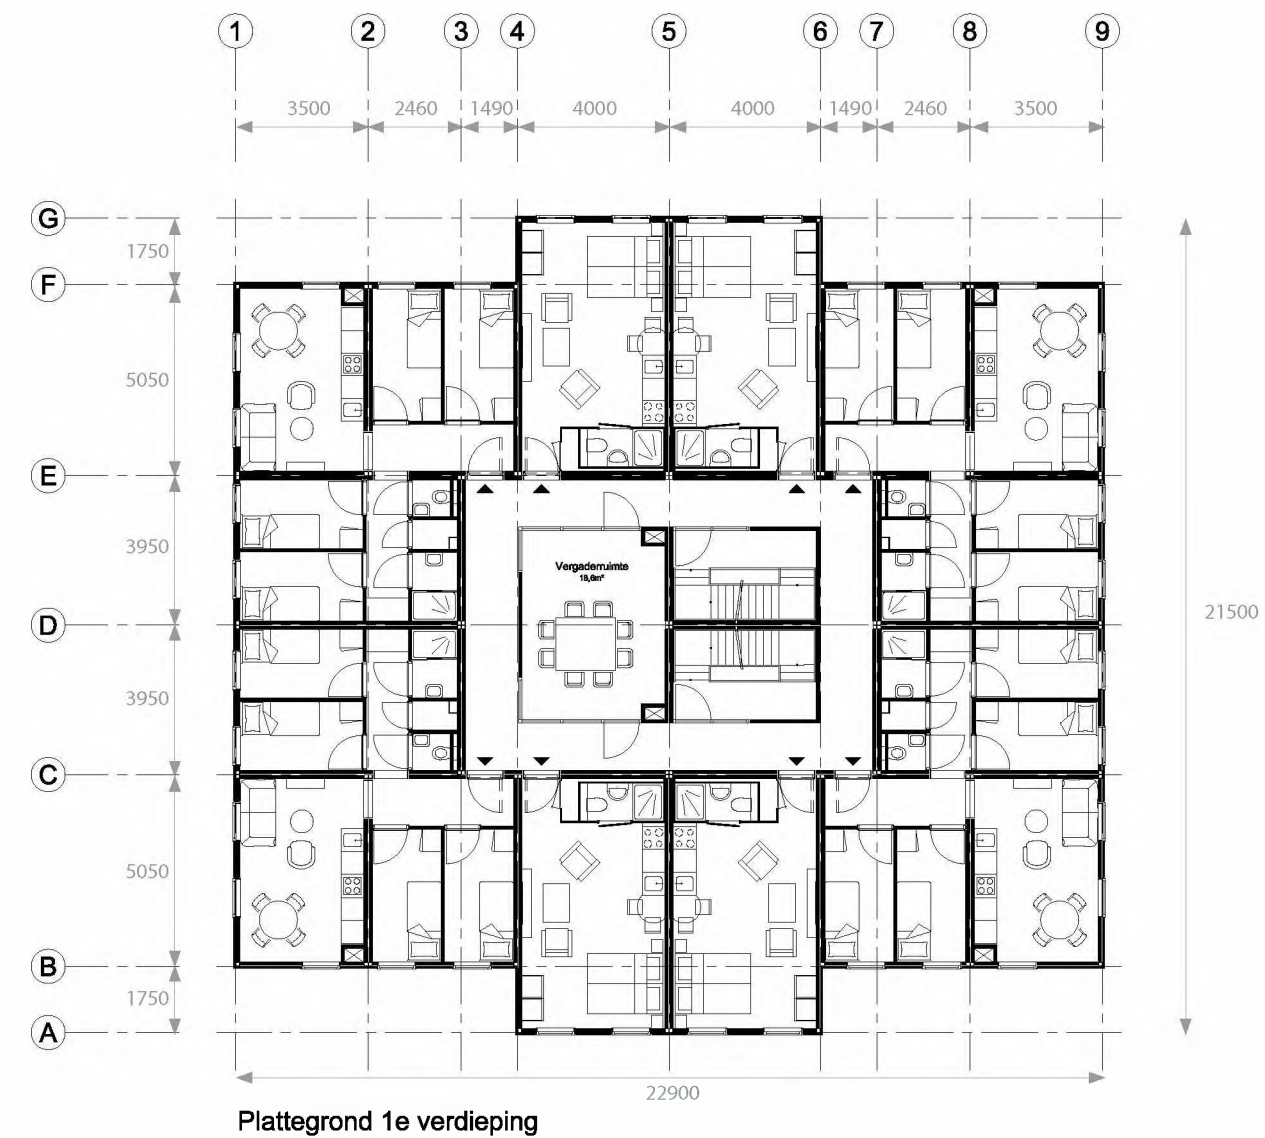 1 2 3 4 5 6 7 8 9
3500 2460 1490 4000 4000 1490 2460 3500
G
1750
F
5050
E
3950
Vergaderruimte
18,6m²
D
21500
3950
C
5050
B
1750
A
22900
Plattegrond 1e verdieping